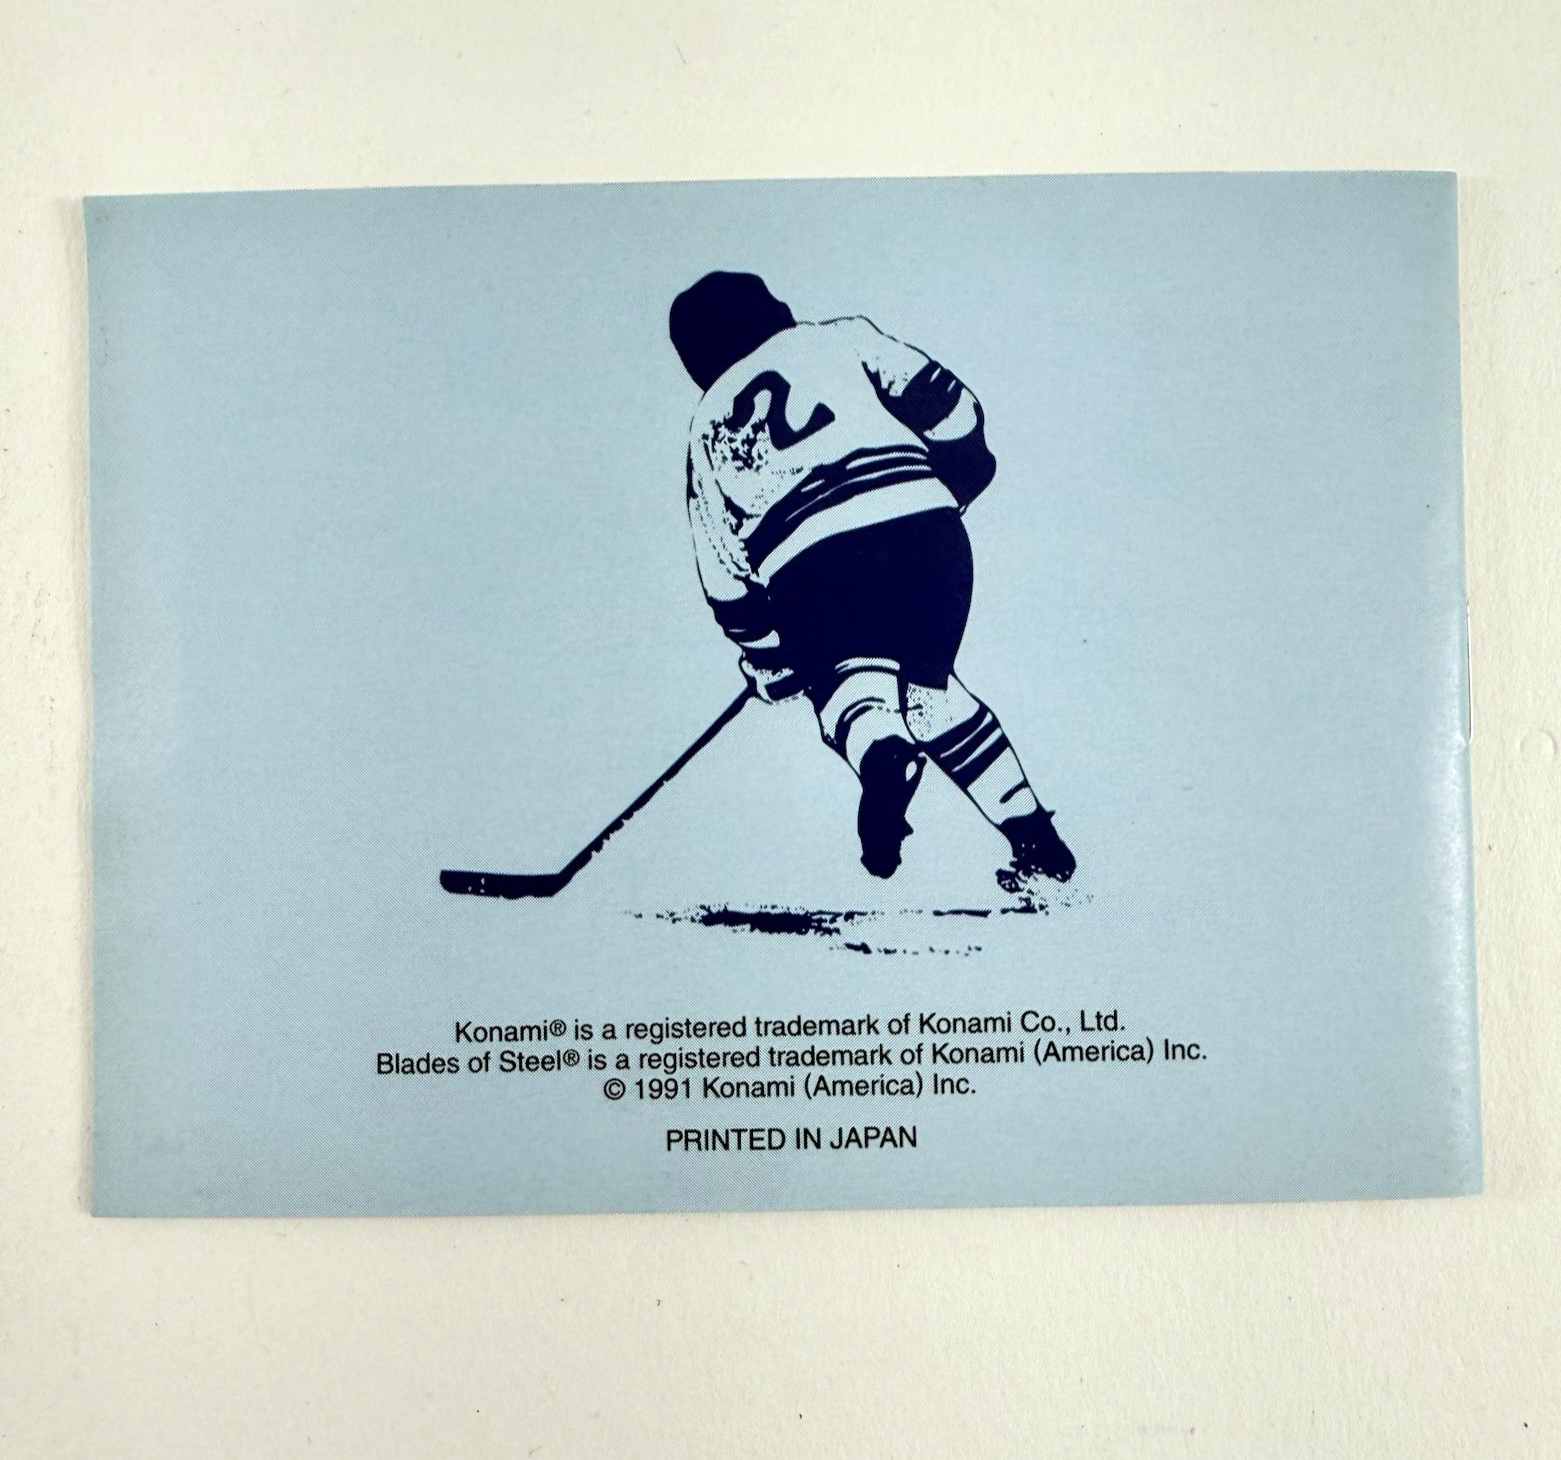 2
Konami® is a registered trademark of Konami Co., Ltd.
Blades of Steel® is a registered trademark of Konami (America) Inc.
© 1991 Konami (America) Inc.
PRINTED IN JAPAN